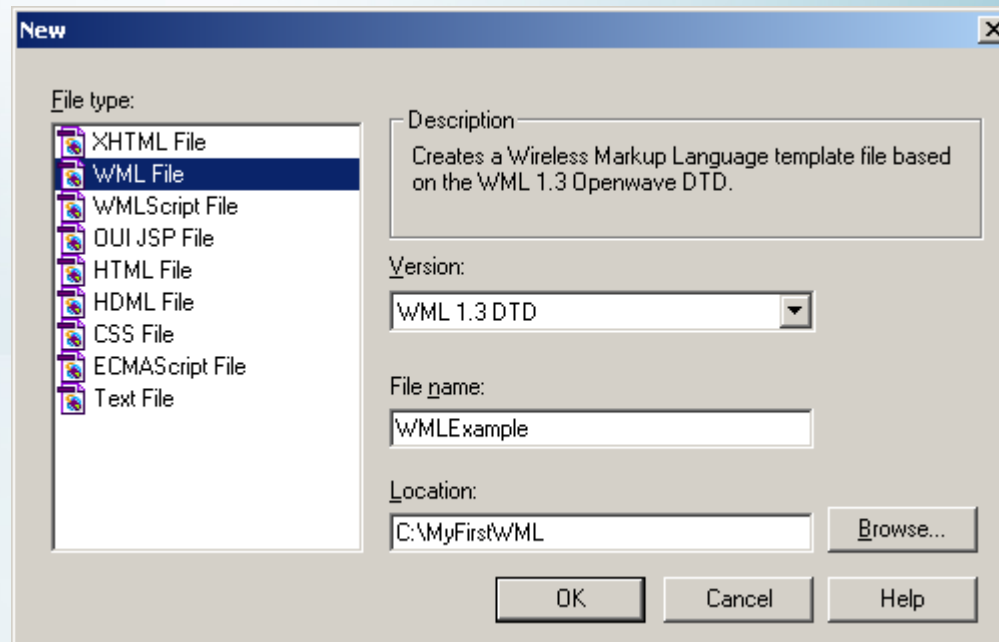 New
File type:
XHTML File
WML File
WMLScript File
OUI JSP File
HTML File
HDML File
CSS File
ECMAScript File
Text File
Description
Creates a Wireless Markup Language template file based
on the WML 1.3 Openwave DTD.
Version:
WML 1.3 DTD
File name:
WMLExample
Location:
C:\MyFirstWML
Browse...
OK
Cancel
Help